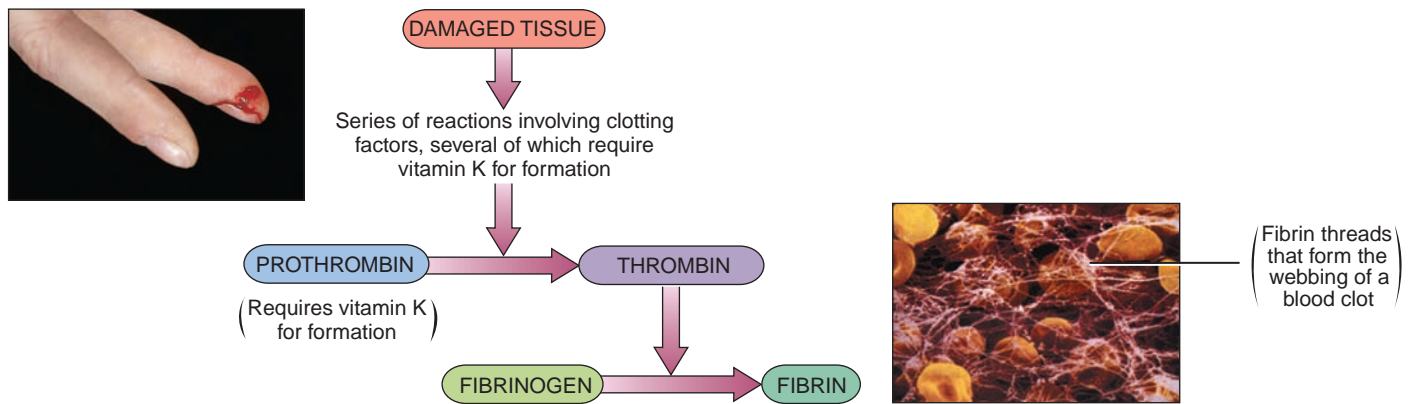 DAMAGED TISSUE
Series of reactions involving clotting
factors, several of which require
vitamin K for formation
PROTHROMBIN
THROMBIN
(Requires vitamin K
for formation)
FIBRINOGEN
FIBRIN
(Fibrin threads
that form the
webbing of a
blood clot)